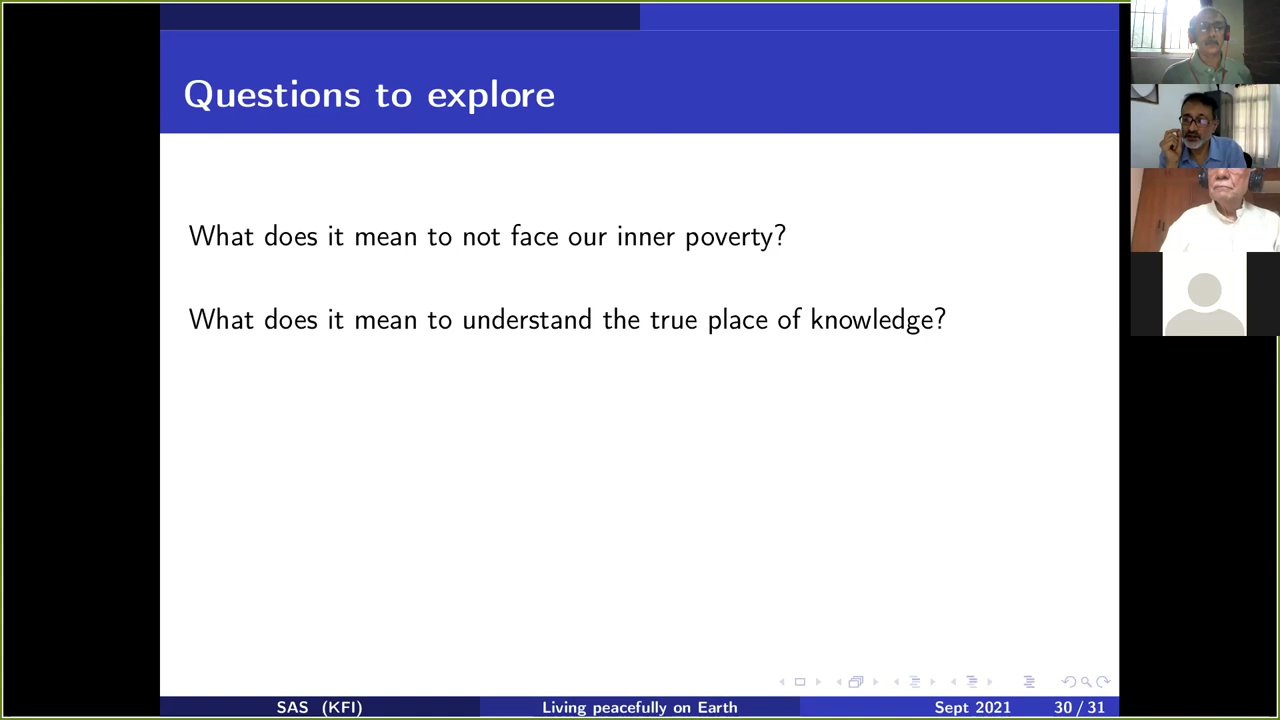 Questions to explore
What does it mean to not face our inner poverty?
What does it mean to understand the true place of knowledge?
SAS (KFI)
Living peacefully on Earth
Sept 2021
30 / 31